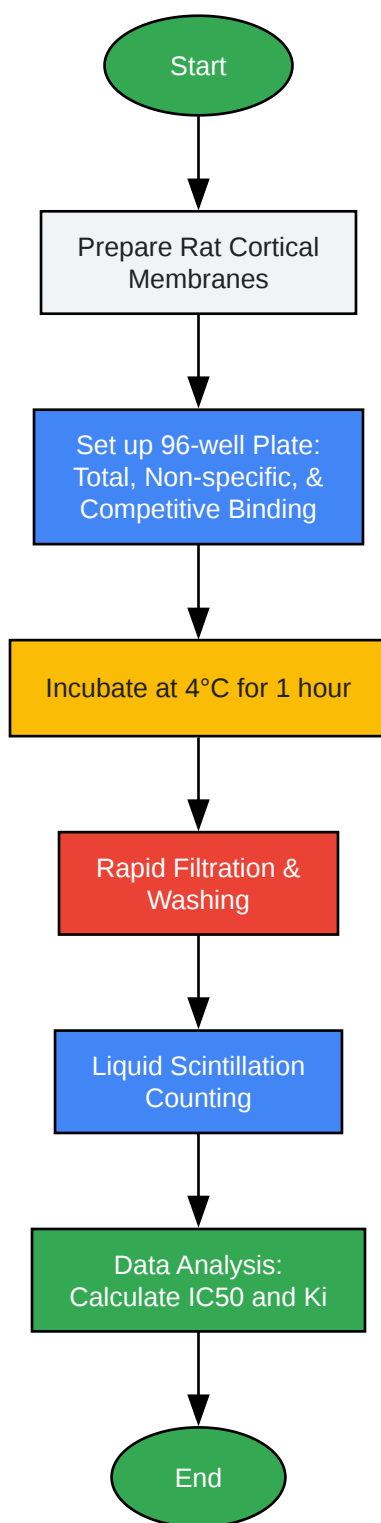 Start
Prepare Rat Cortical
Membranes
Set up 96-well Plate:
Total, Non-specific, &
Competitive Binding
Incubate at 4°C for 1 hour
Rapid Filtration &
Washing
Liquid Scintillation
Counting
Data Analysis:
Calculate IC50 and Ki
End